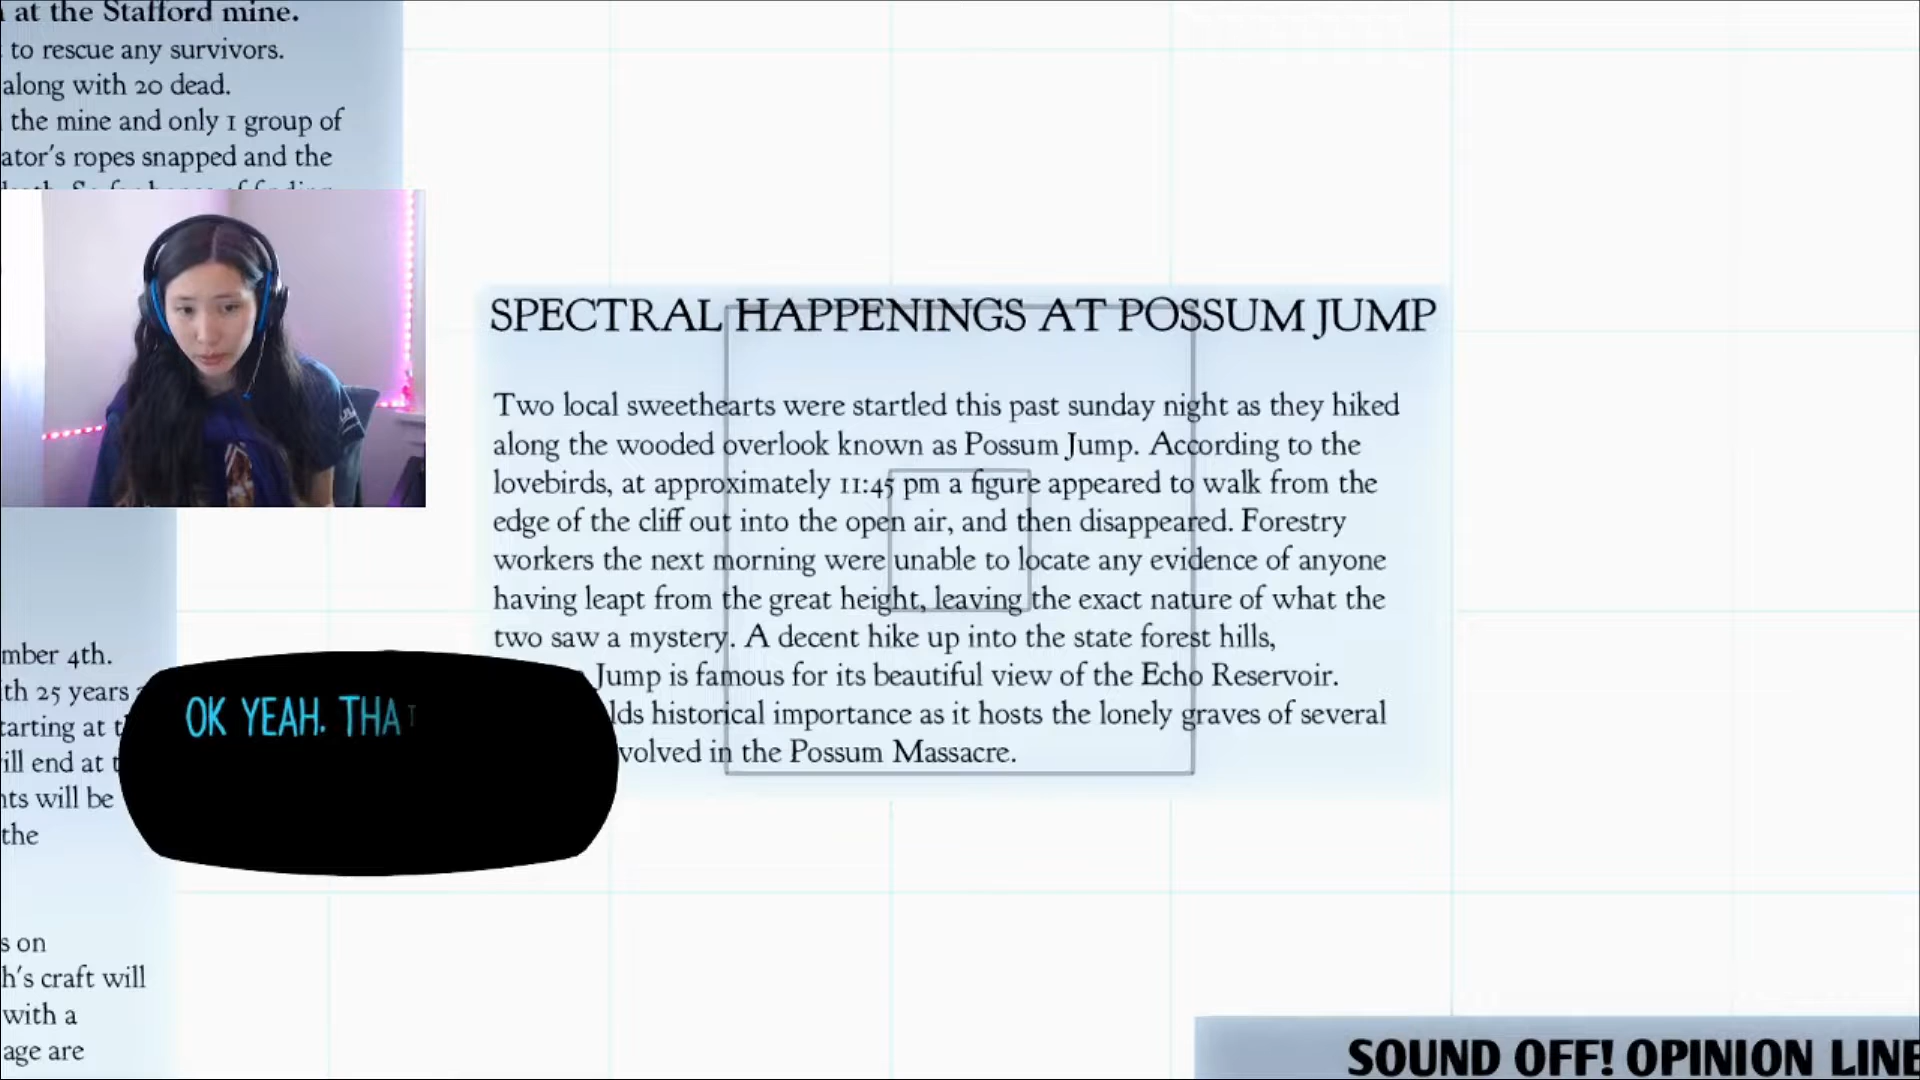 at the Stafford mine.
to rescue any survivors.
along with 20 dead.
the mine and only 1 group of
ator's ropes snapped and the
SPECTRAL HAPPENINGS AT POSSUM JUMP
Two local sweethearts were startled this past sunday night as they hiked
along the wooded overlook known as Possum Jump. According to the
lovebirds, at approximately 11:45 pm a figure appeared to walk from the
edge of the cliff out into the open air, and then disappeared. Forestry
workers the next morning were unable to locate any evidence of anyone
having leapt from the great height, leaving the exact nature of what the
two saw a mystery. A decent hike up into the state forest hills,
Jump is famous for its beautiful view of the Echo Reservoir.
lds historical importance as it hosts the lonely graves of several
volved in the Possum Massacre.
OK YEAH. THAT
mber 4th.
th 25 years
tarting at
ill end at
nts will be
the
s on
h's craft will
with a
age are
SOUND OFF! OPINION LINE